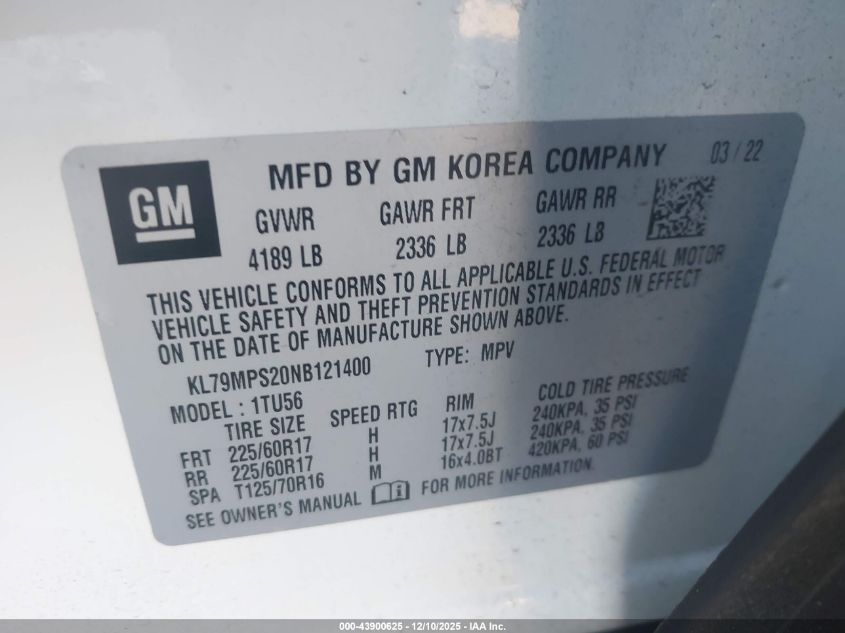 GM
MFD BY GM KOREA COMPANY 03/22
GVWR GAWR FRT GAWR RR
4189 LB 2336 LB 2336 LB
THIS VEHICLE CONFORMS TO ALL APPLICABLE U.S. FEDERAL MOTOR
VEHICLE SAFETY AND THEFT PREVENTION STANDARDS IN EFFECT
ON THE DATE OF MANUFACTURE SHOWN ABOVE.
KL79MPS20NB121400 TYPE: MPV
MODEL : 1TU56
TIRE SIZE SPEED RTG RIM COLD TIRE PRESSURE
FRT 225/60R17 H 17x7.5J 240KPA, 35 PSI
RR 225/60R17 H 17x7.5J 240KPA, 35 PSI
SPA T125/70R16 M 16x4.0BT 420KPA, 60 PSI
SEE OWNER'S MANUAL FOR MORE INFORMATION.
000-43900625 - 12/10/2025 - IAA Inc.